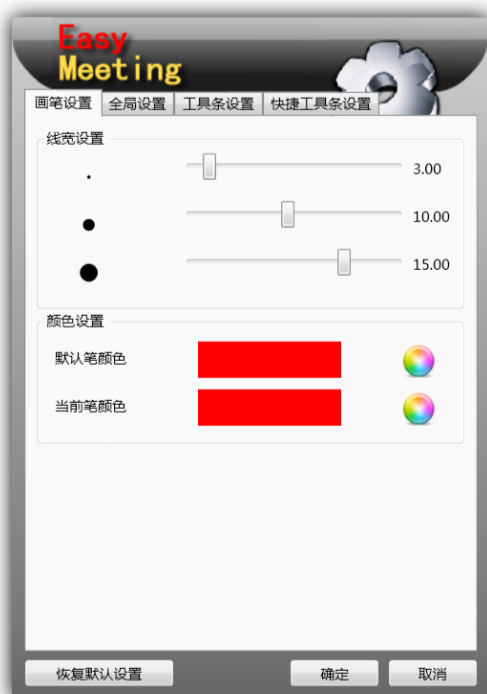 Easy
Meeting
画笔设置 全局设置 工具条设置 快捷工具条设置
线宽设置
3.00
10.00
15.00
颜色设置
默认笔颜色
当前笔颜色
恢复默认设置 确定 取消